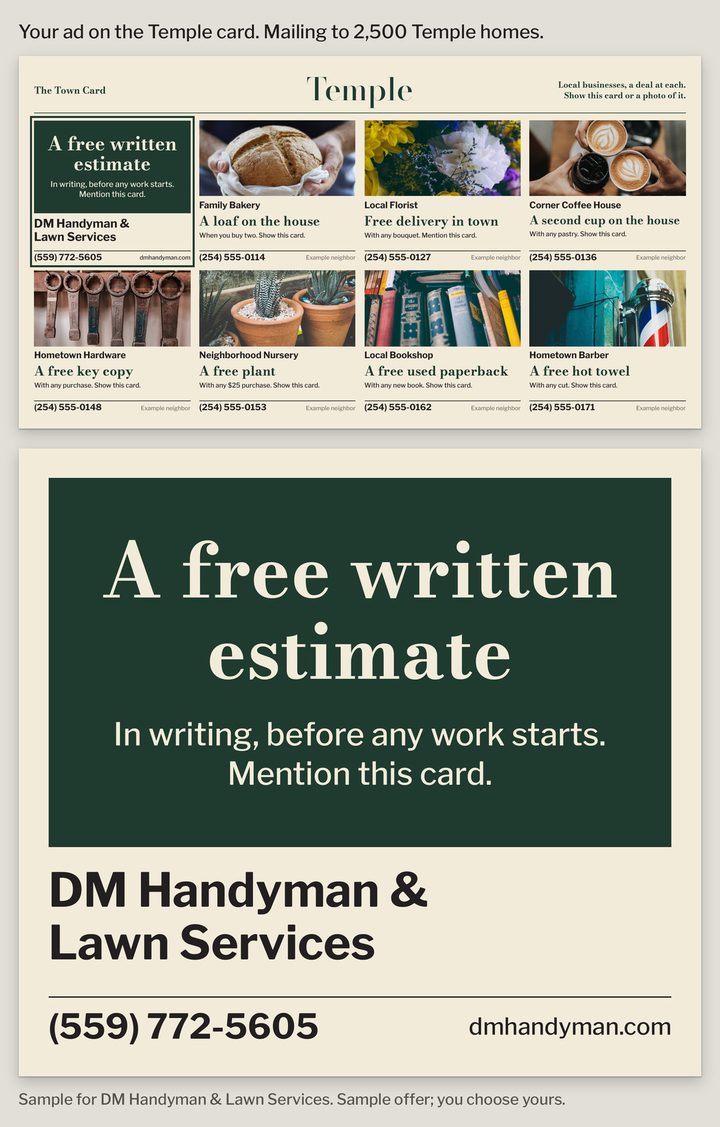 Your ad on the Temple card. Mailing to 2,500 Temple homes.
The Town Card
Temple
Local businesses, a deal at each.
Show this card or a photo of it.
A free written
estimate
In writing, before any work starts.
Mention this card.
DM Handyman &
Lawn Services
(559) 772-5605
dmhandyman.com
Family Bakery
A loaf on the house
When you buy two. Show this card.
(254) 555-0114
Example neighbor
Local Florist
Free delivery in town
With any bouquet. Mention this card.
(254) 555-0127
Example neighbor
Corner Coffee House
A second cup on the house
With any pastry. Show this card.
(254) 555-0136
Example neighbor
Hometown Hardware
A free key copy
With any purchase. Show this card.
(254) 555-0148
Example neighbor
Neighborhood Nursery
A free plant
With any $25 purchase. Show this card.
(254) 555-0153
Example neighbor
Local Bookshop
A free used paperback
With any new book. Show this card.
(254) 555-0162
Example neighbor
Hometown Barber
A free hot towel
With any cut. Show this card.
(254) 555-0171
Example neighbor
A free written
estimate
In writing, before any work starts.
Mention this card.
DM Handyman &
Lawn Services
(559) 772-5605
dmhandyman.com
Sample for DM Handyman & Lawn Services. Sample offer; you choose yours.